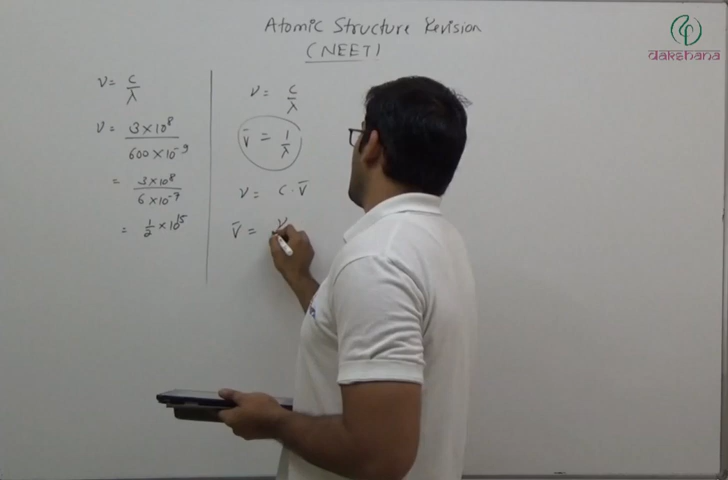 Atomic Structure Revision
(NEET)
dakshana
ν = c/λ
ν = 3×10⁸/600×10⁻⁹
= 3×10⁸/6×10⁻⁷
= 1/2 ×10¹⁵
ν = c/λ
ν̅ = 1/λ
ν = c · ν̅
ν̅ = ν